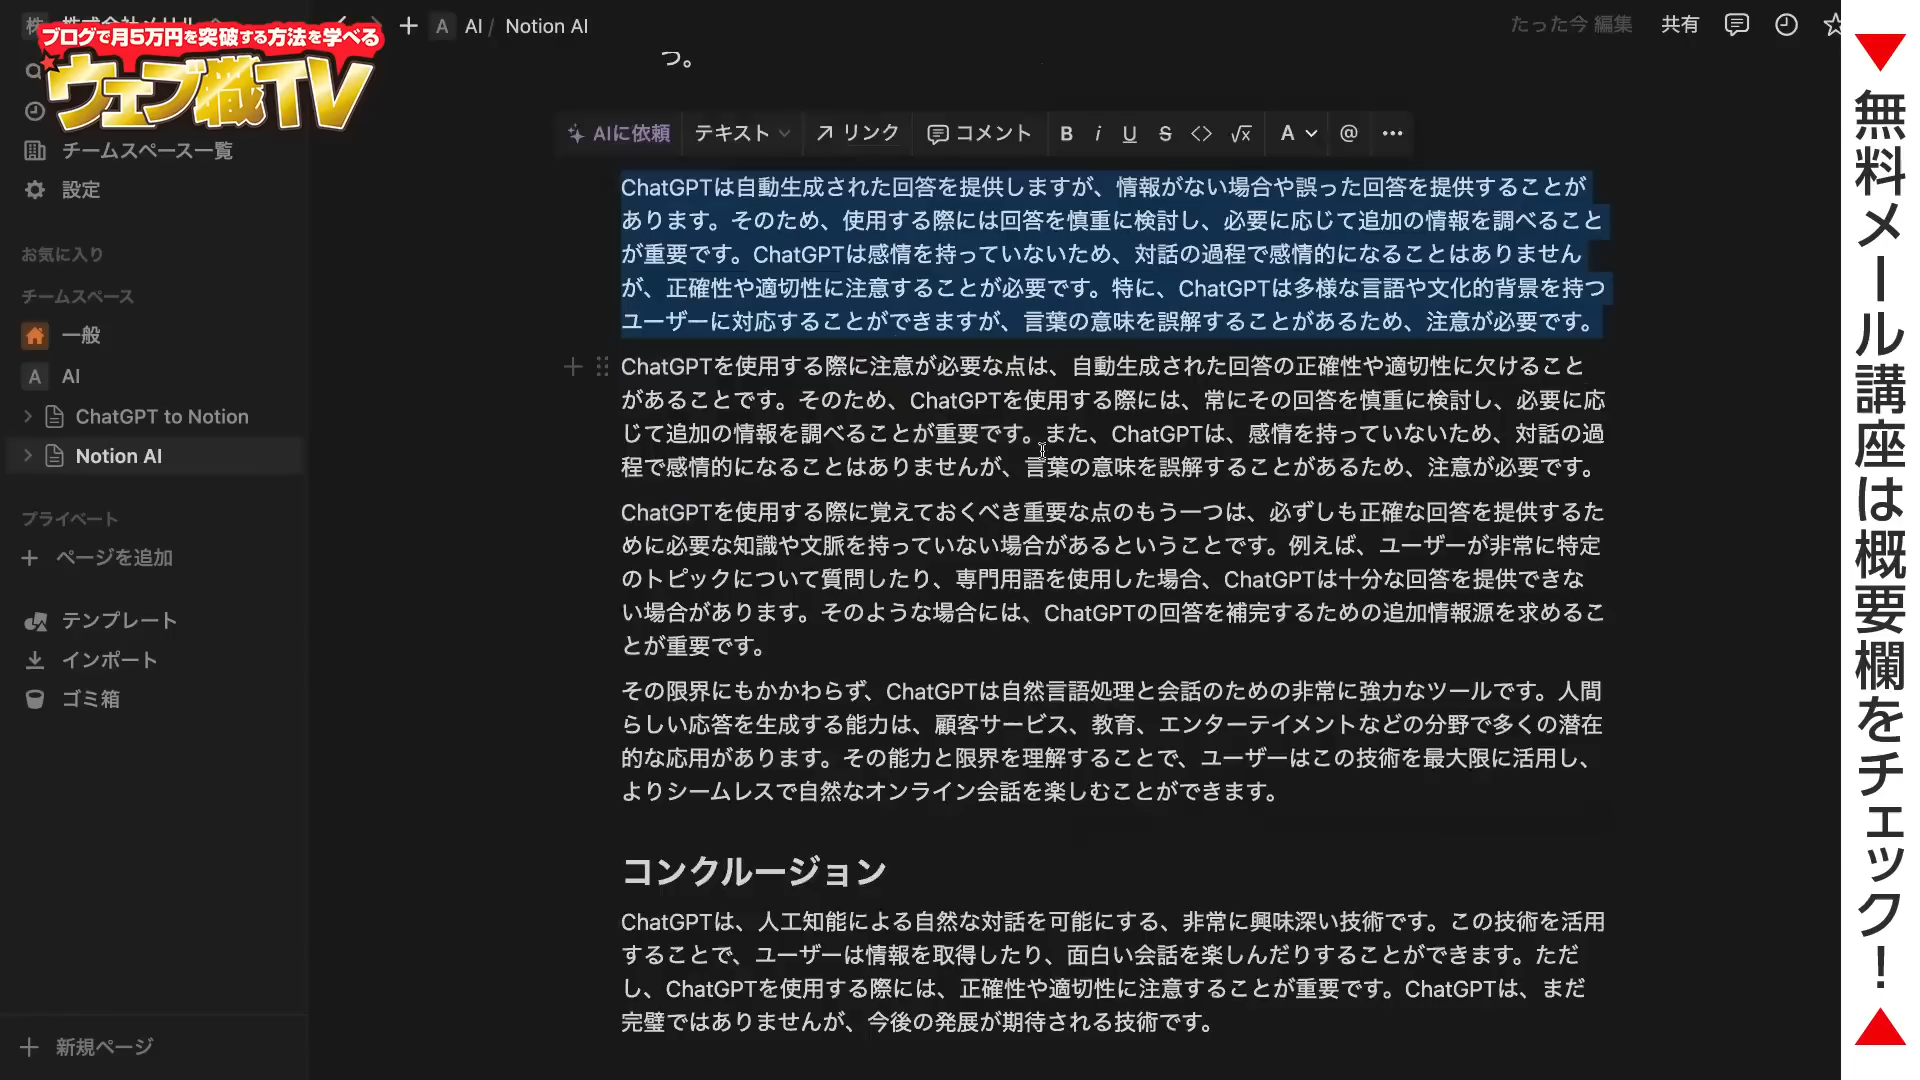 ブログで月5万円を突破する方法を学べる
ウェブ職TV
チームスペース一覧
設定
お気に入り
チームスペース
一般
A AI
ChatGPT to Notion
Notion AI
プライベート
ページを追加
テンプレート
インポート
ゴミ箱
新規ページ
A AI / Notion AI
たった今 編集
共有
つ。
AIに依頼 テキスト リンク コメント B i U S <> √x A @ •••
ChatGPTは自動生成された回答を提供しますが、情報がない場合や誤った回答を提供することが
あります。そのため、使用する際には回答を慎重に検討し、必要に応じて追加の情報を調べること
が重要です。ChatGPTは感情を持っていないため、対話の過程で感情的になることはありません
が、正確性や適切性に注意することが必要です。特に、ChatGPTは多様な言語や文化的背景を持つ
ユーザーに対応することができますが、言葉の意味を誤解することがあるため、注意が必要です。
ChatGPTを使用する際に注意が必要な点は、自動生成された回答の正確性や適切性に欠けること
があることです。そのため、ChatGPTを使用する際には、常にその回答を慎重に検討し、必要に応
じて追加の情報を調べることが重要です。また、ChatGPTは、感情を持っていないため、対話の過
程で感情的になることはありませんが、言葉の意味を誤解することがあるため、注意が必要です。
ChatGPTを使用する際に覚えておくべき重要な点のもう一つは、必ずしも正確な回答を提供するた
めに必要な知識や文脈を持っていない場合があるということです。例えば、ユーザーが非常に特定
のトピックについて質問したり、専門用語を使用した場合、ChatGPTは十分な回答を提供できな
い場合があります。そのような場合には、ChatGPTの回答を補完するための追加情報源を求めるこ
とが重要です。
その限界にもかかわらず、ChatGPTは自然言語処理と会話のための非常に強力なツールです。人間
らしい応答を生成する能力は、顧客サービス、教育、エンターテイメントなどの分野で多くの潜在
的な応用があります。その能力と限界を理解することで、ユーザーはこの技術を最大限に活用し、
よりシームレスで自然なオンライン会話を楽しむことができます。
コンクルージョン
ChatGPTは、人工知能による自然な対話を可能にする、非常に興味深い技術です。この技術を活用
することで、ユーザーは情報を取得したり、面白い会話を楽しんだりすることができます。ただ
し、ChatGPTを使用する際には、正確性や適切性に注意することが重要です。ChatGPTは、まだ
完璧ではありませんが、今後の発展が期待される技術です。
無料メール講座は概要欄をチェック!